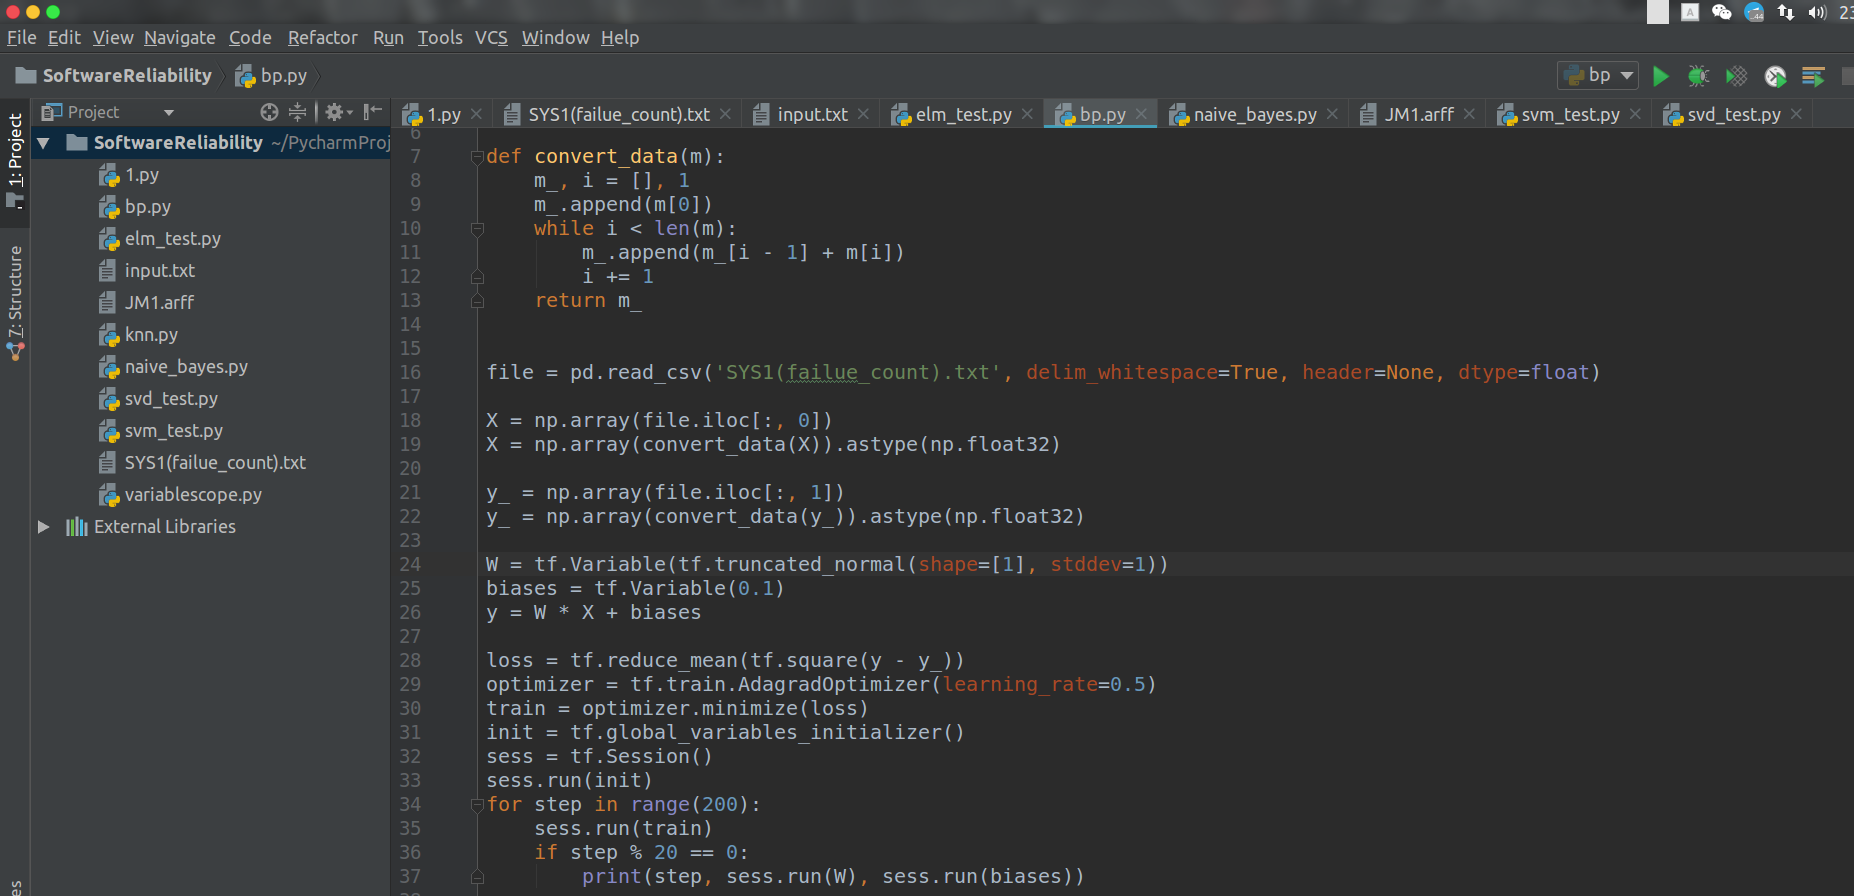 A 44 23
File Edit View Navigate Code Refactor Run Tools VCS Window Help
SoftwareReliability bp.py bp
Project
1.py SYS1(failue_count).txt input.txt elm_test.py bp.py naive_bayes.py JM1.arff svm_test.py svd_test.py
1: Project
7: Structure
SoftwareReliability ~/PycharmProj
1.py
bp.py
elm_test.py
input.txt
JM1.arff
knn.py
naive_bayes.py
svd_test.py
svm_test.py
SYS1(failue_count).txt
variablescope.py
External Libraries
6
7 def convert_data(m):
8 m_, i = [], 1
9 m_.append(m[0])
10 while i < len(m):
11 m_.append(m_[i - 1] + m[i])
12 i += 1
13 return m_
14
15
16 file = pd.read_csv('SYS1(failue_count).txt', delim_whitespace=True, header=None, dtype=float)
17
18 X = np.array(file.iloc[:, 0])
19 X = np.array(convert_data(X)).astype(np.float32)
20
21 y_ = np.array(file.iloc[:, 1])
22 y_ = np.array(convert_data(y_)).astype(np.float32)
23
24 W = tf.Variable(tf.truncated_normal(shape=[1], stddev=1))
25 biases = tf.Variable(0.1)
26 y = W * X + biases
27
28 loss = tf.reduce_mean(tf.square(y - y_))
29 optimizer = tf.train.AdagradOptimizer(learning_rate=0.5)
30 train = optimizer.minimize(loss)
31 init = tf.global_variables_initializer()
32 sess = tf.Session()
33 sess.run(init)
34 for step in range(200):
35 sess.run(train)
36 if step % 20 == 0:
37 print(step, sess.run(W), sess.run(biases))